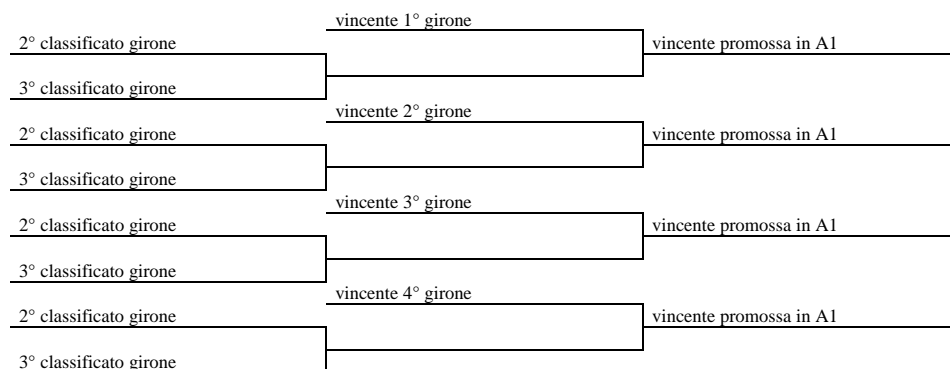 vincente 1° girone
2° classificato girone
vincente promossa in A1
3° classificato girone
vincente 2° girone
2° classificato girone
vincente promossa in A1
3° classificato girone
vincente 3° girone
2° classificato girone
vincente promossa in A1
3° classificato girone
vincente 4° girone
2° classificato girone
vincente promossa in A1
3° classificato girone